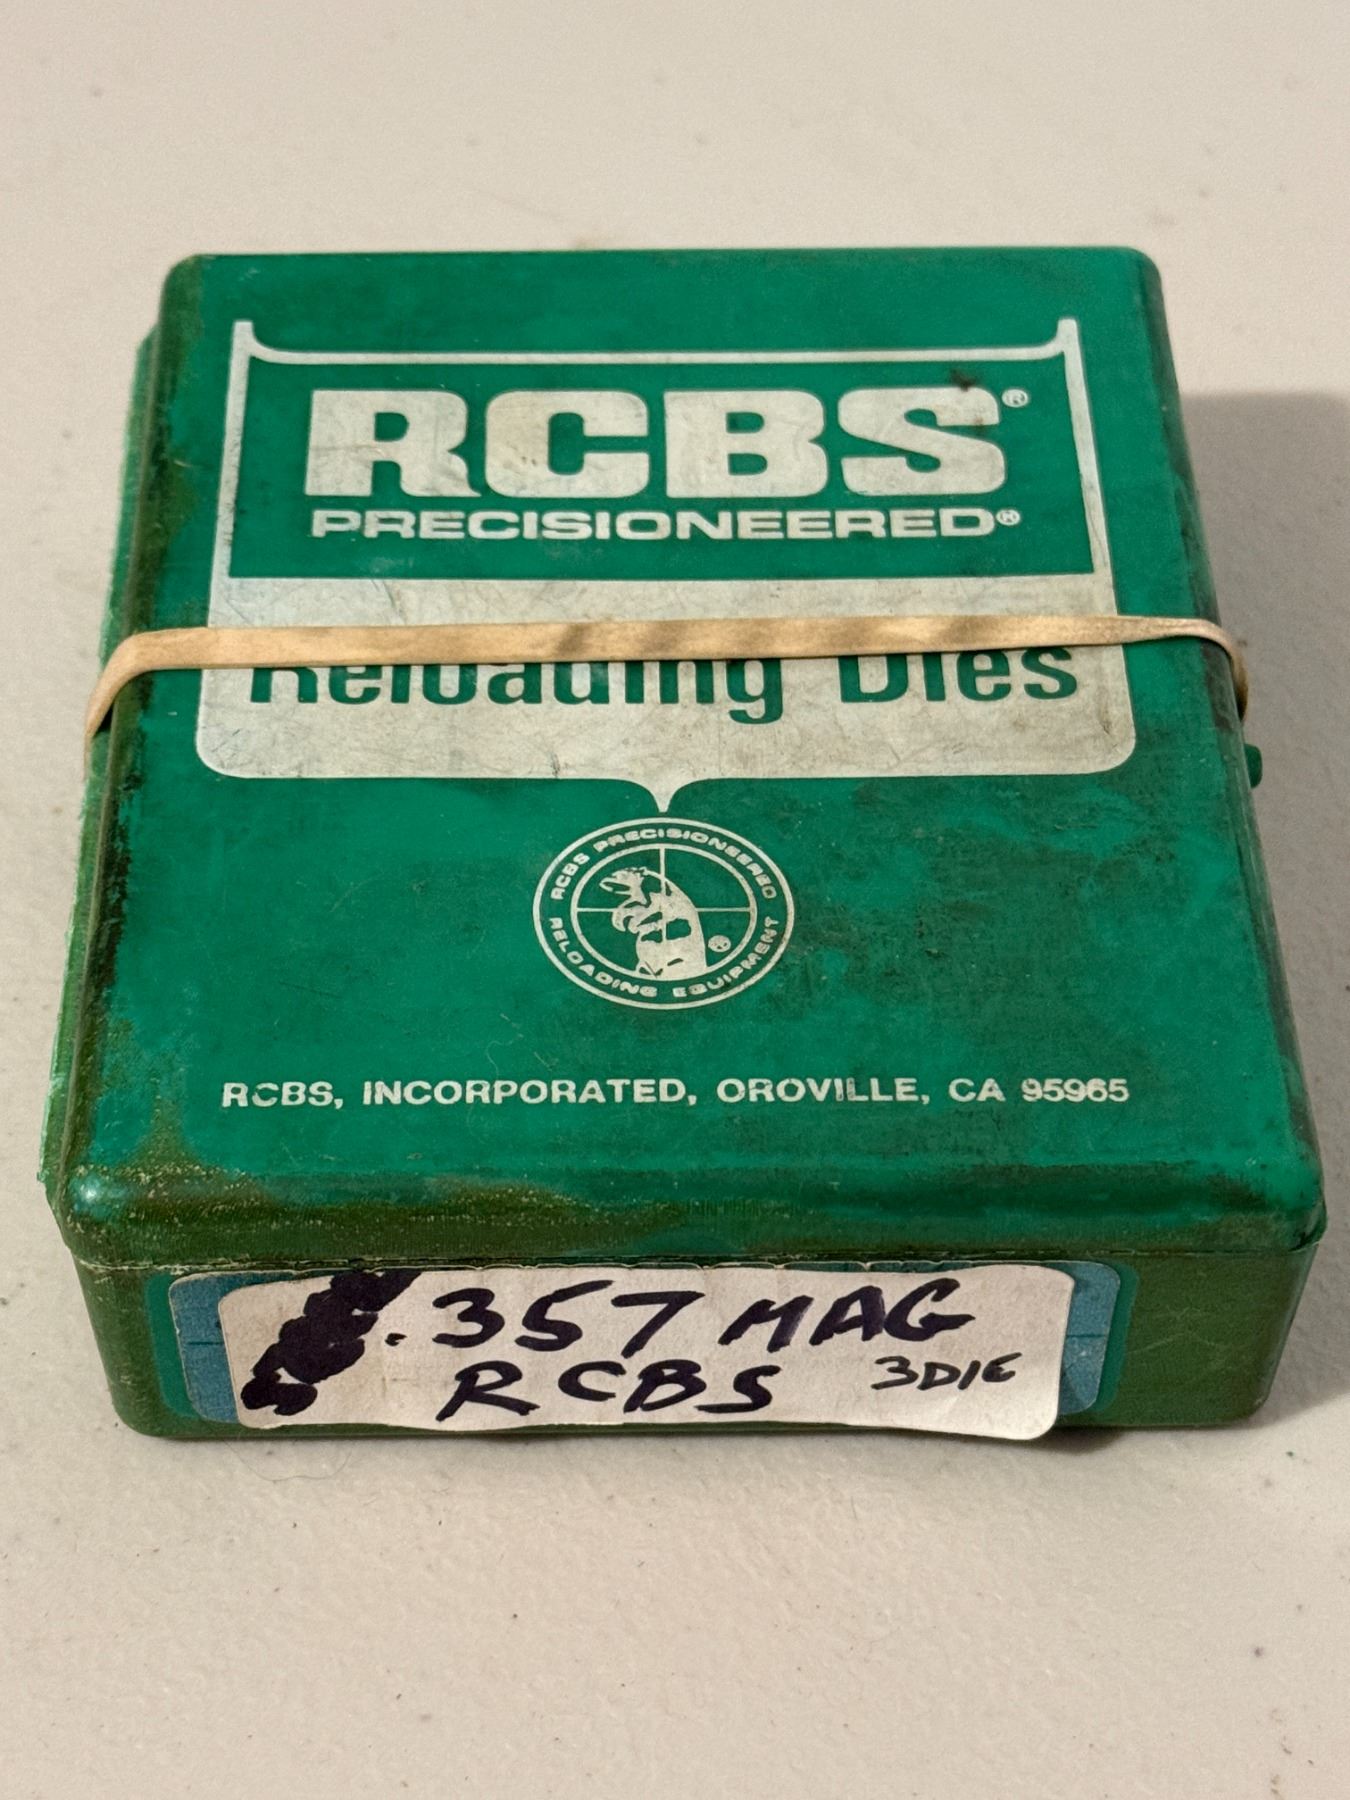 RCBS®
PRECISIONEERED®
Reloading Dies
RCBS PRECISIONEERED
®
RELOADING EQUIPMENT
RCBS, INCORPORATED, OROVILLE, CA 95965
.357 MAG
RCBS 3DIE